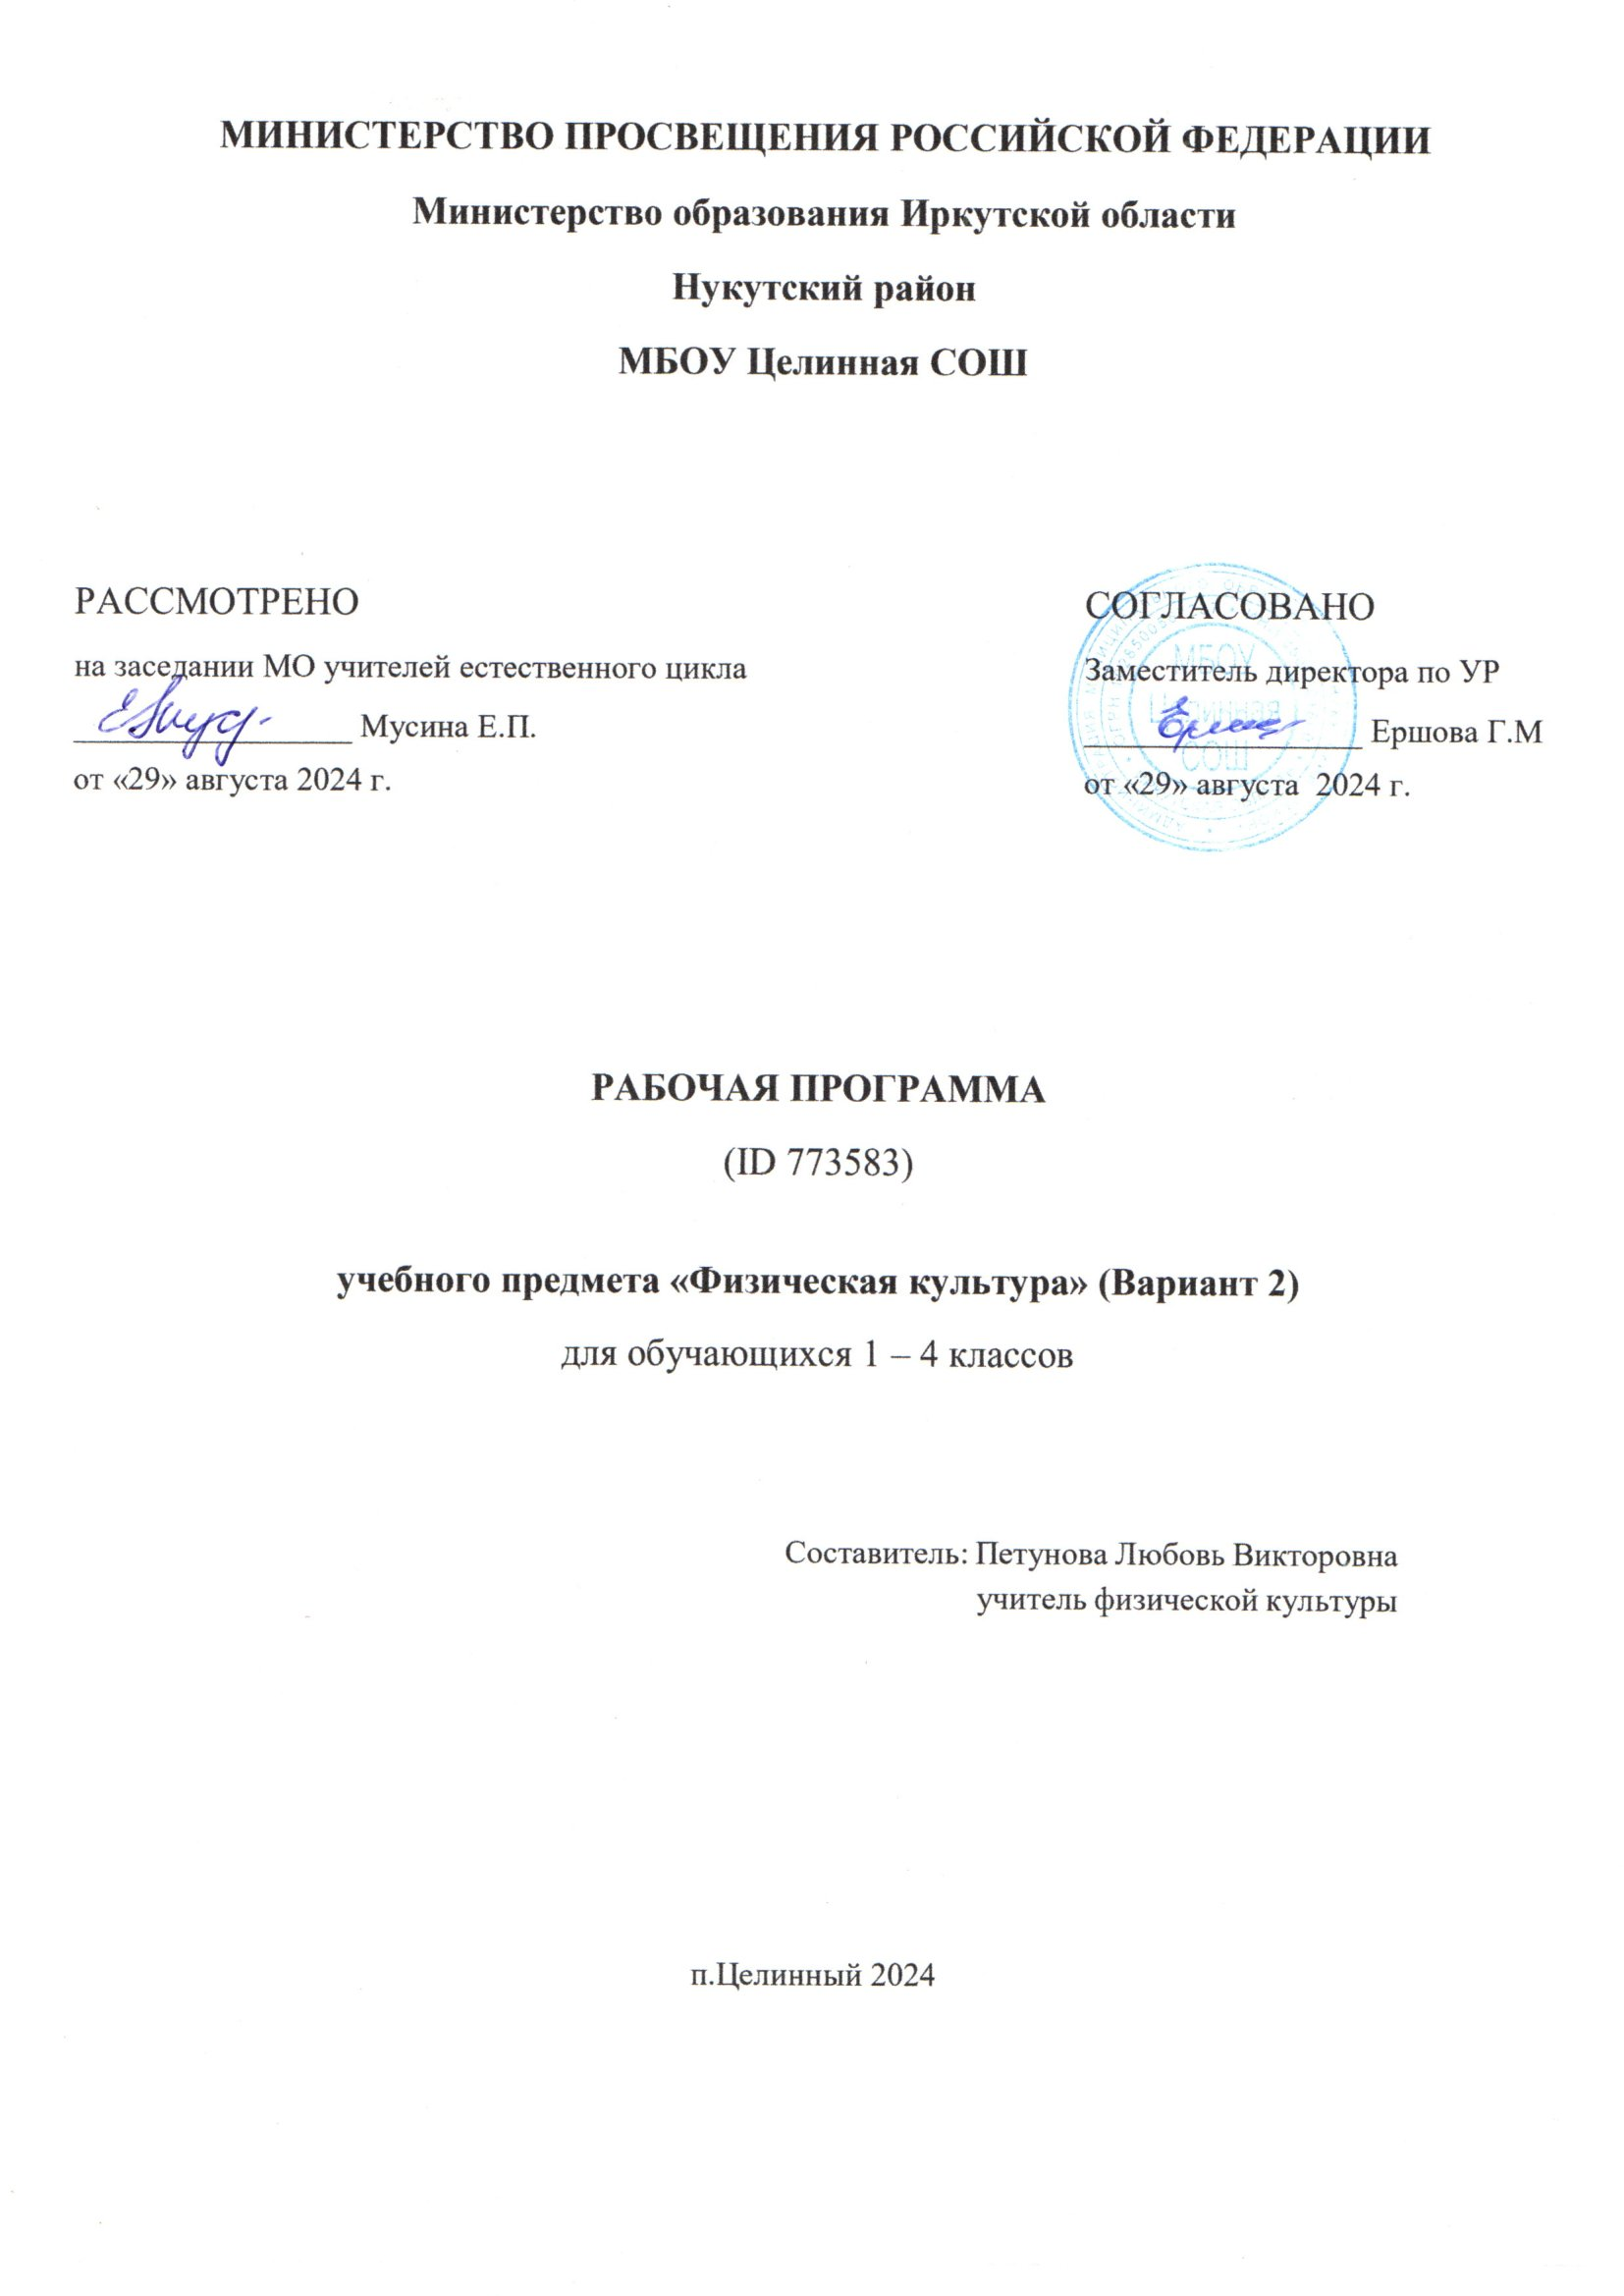 МИНИСТЕРСТВО ПРОСВЕЩЕНИЯ РОССИЙСКОЙ ФЕДЕРАЦИИ
Министерство образования Иркутской области
Нукутский район
МБОУ Целинная СОШ
РАССМОТРЕНО
на заседании МО учителей естественного цикла
Мусина Е.П.
от «29» августа 2024 г.
СОГЛАСОВАНО
Заместитель директора по УР
Ершова Г.М
от «29» августа 2024 г.
МБОУ
Целинная
СОШ
РАБОЧАЯ ПРОГРАММА
(ID 773583)
учебного предмета «Физическая культура» (Вариант 2)
для обучающихся 1 – 4 классов
Составитель: Петунова Любовь Викторовна
учитель физической культуры
п.Целинный 2024